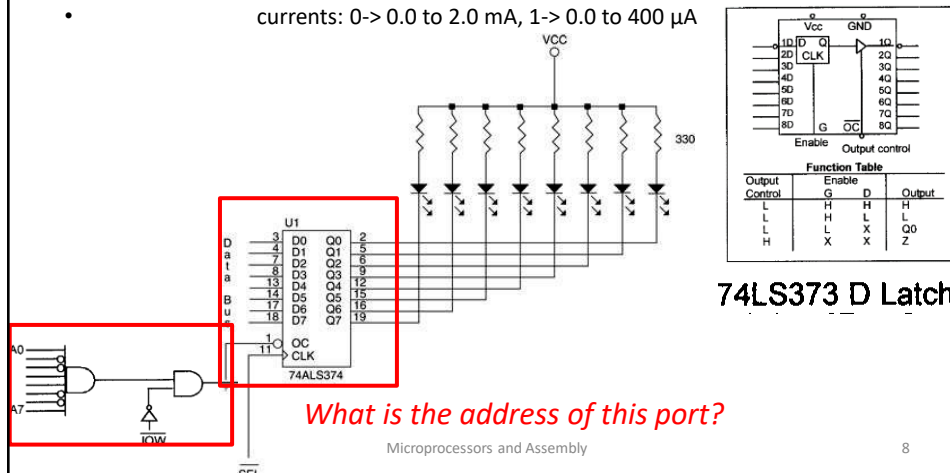 • currents: 0-> 0.0 to 2.0 mA, 1-> 0.0 to 400 µA
VCC
330
U1
Data Bus
3 D0 Q0 2
4 D1 Q1 5
7 D2 Q2 6
8 D3 Q3 9
13 D4 Q4 12
14 D5 Q5 15
17 D6 Q6 16
18 D7 Q7 19
1 OC
11 CLK
74ALS374
A0
A7
IOW
SEL
Vcc GND
1D D Q 1Q
2D CLK 2Q
3D 3Q
4D 4Q
5D 5Q
6D 6Q
7D 7Q
8D G OC 8Q
Enable Output control
Function Table
Output Enable
Control G D Output
L H H H
L H L L
L L X Q0
H X X Z
74LS373 D Latch
What is the address of this port?
Microprocessors and Assembly 8